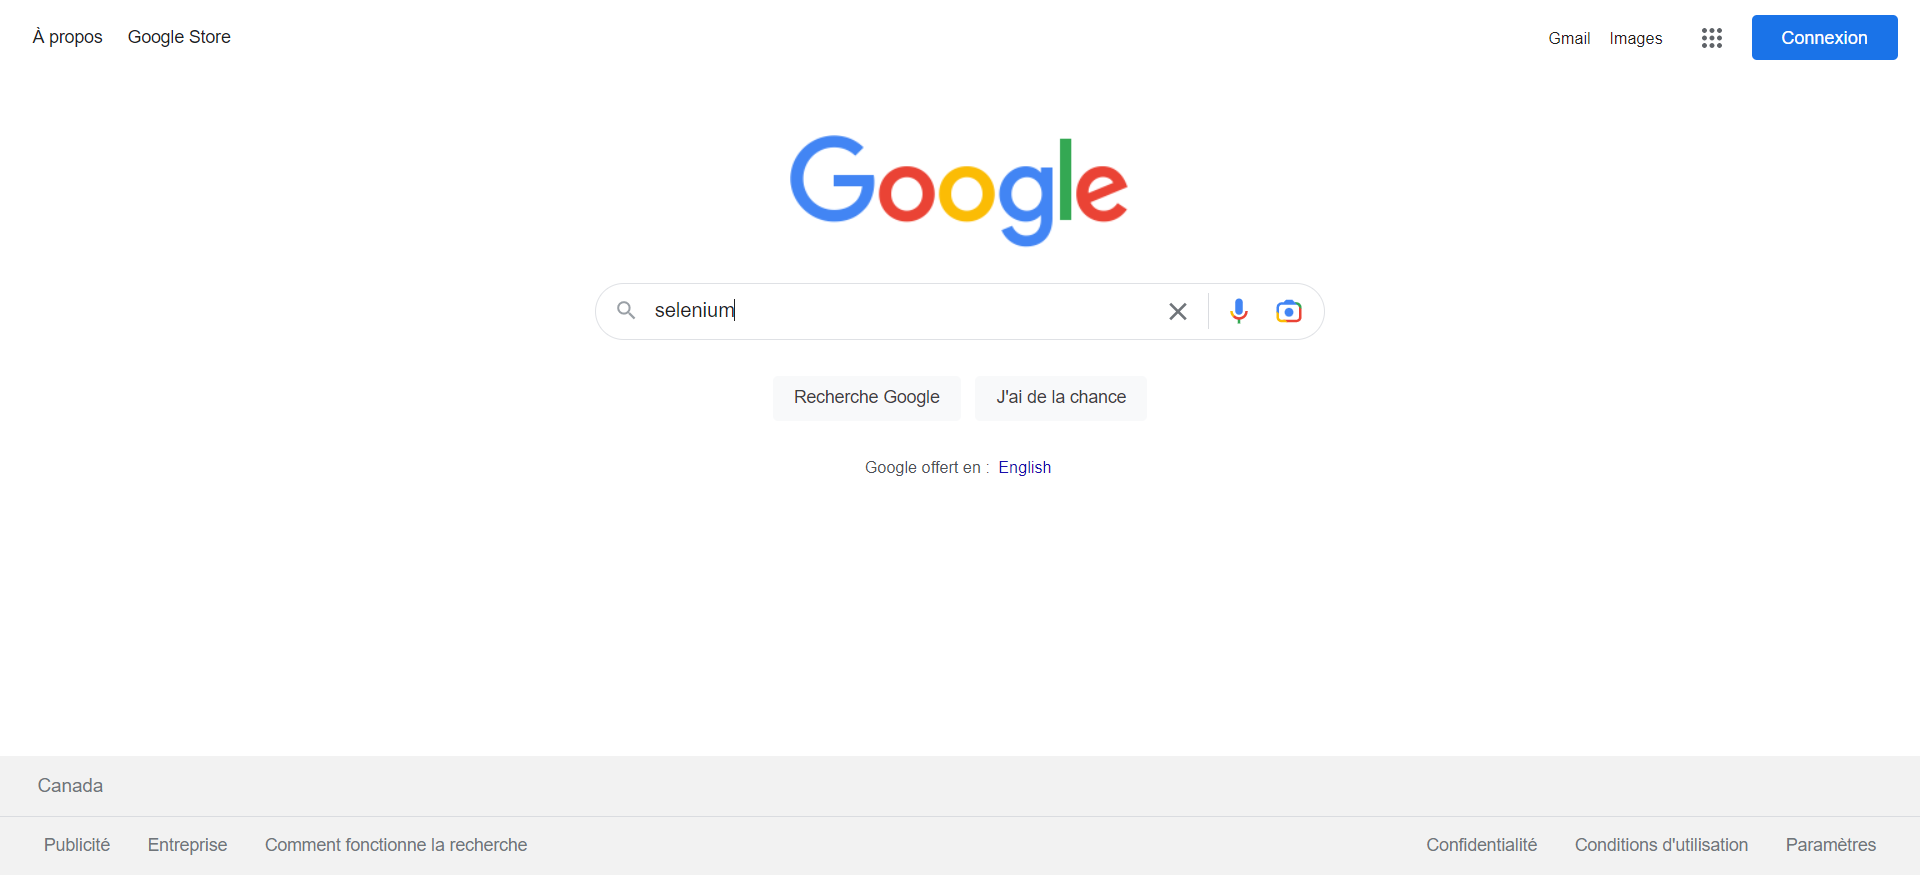 À propos Google Store Gmail Images Connexion
Google
selenium
Recherche Google J'ai de la chance
Google offert en : English
Canada
Publicité Entreprise Comment fonctionne la recherche Confidentialité Conditions d'utilisation Paramètres